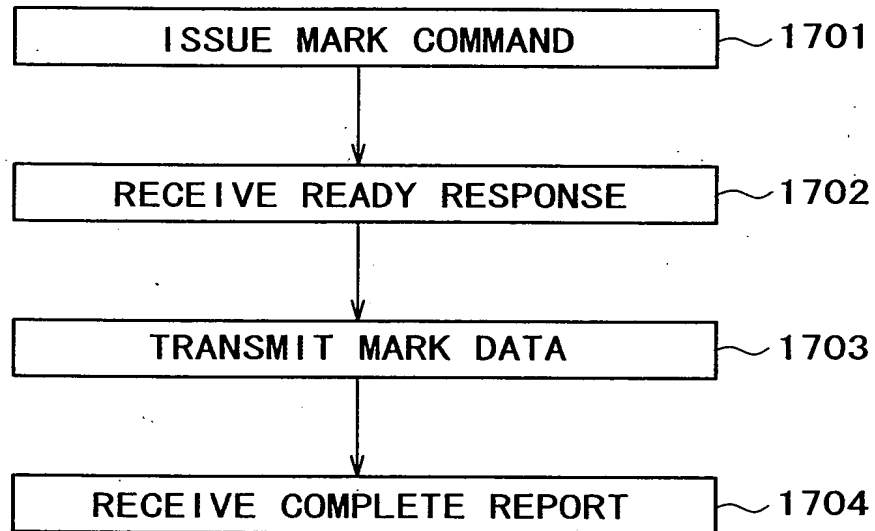 ISSUE MARK COMMAND 1701
RECEIVE READY RESPONSE 1702
TRANSMIT MARK DATA 1703
RECEIVE COMPLETE REPORT 1704